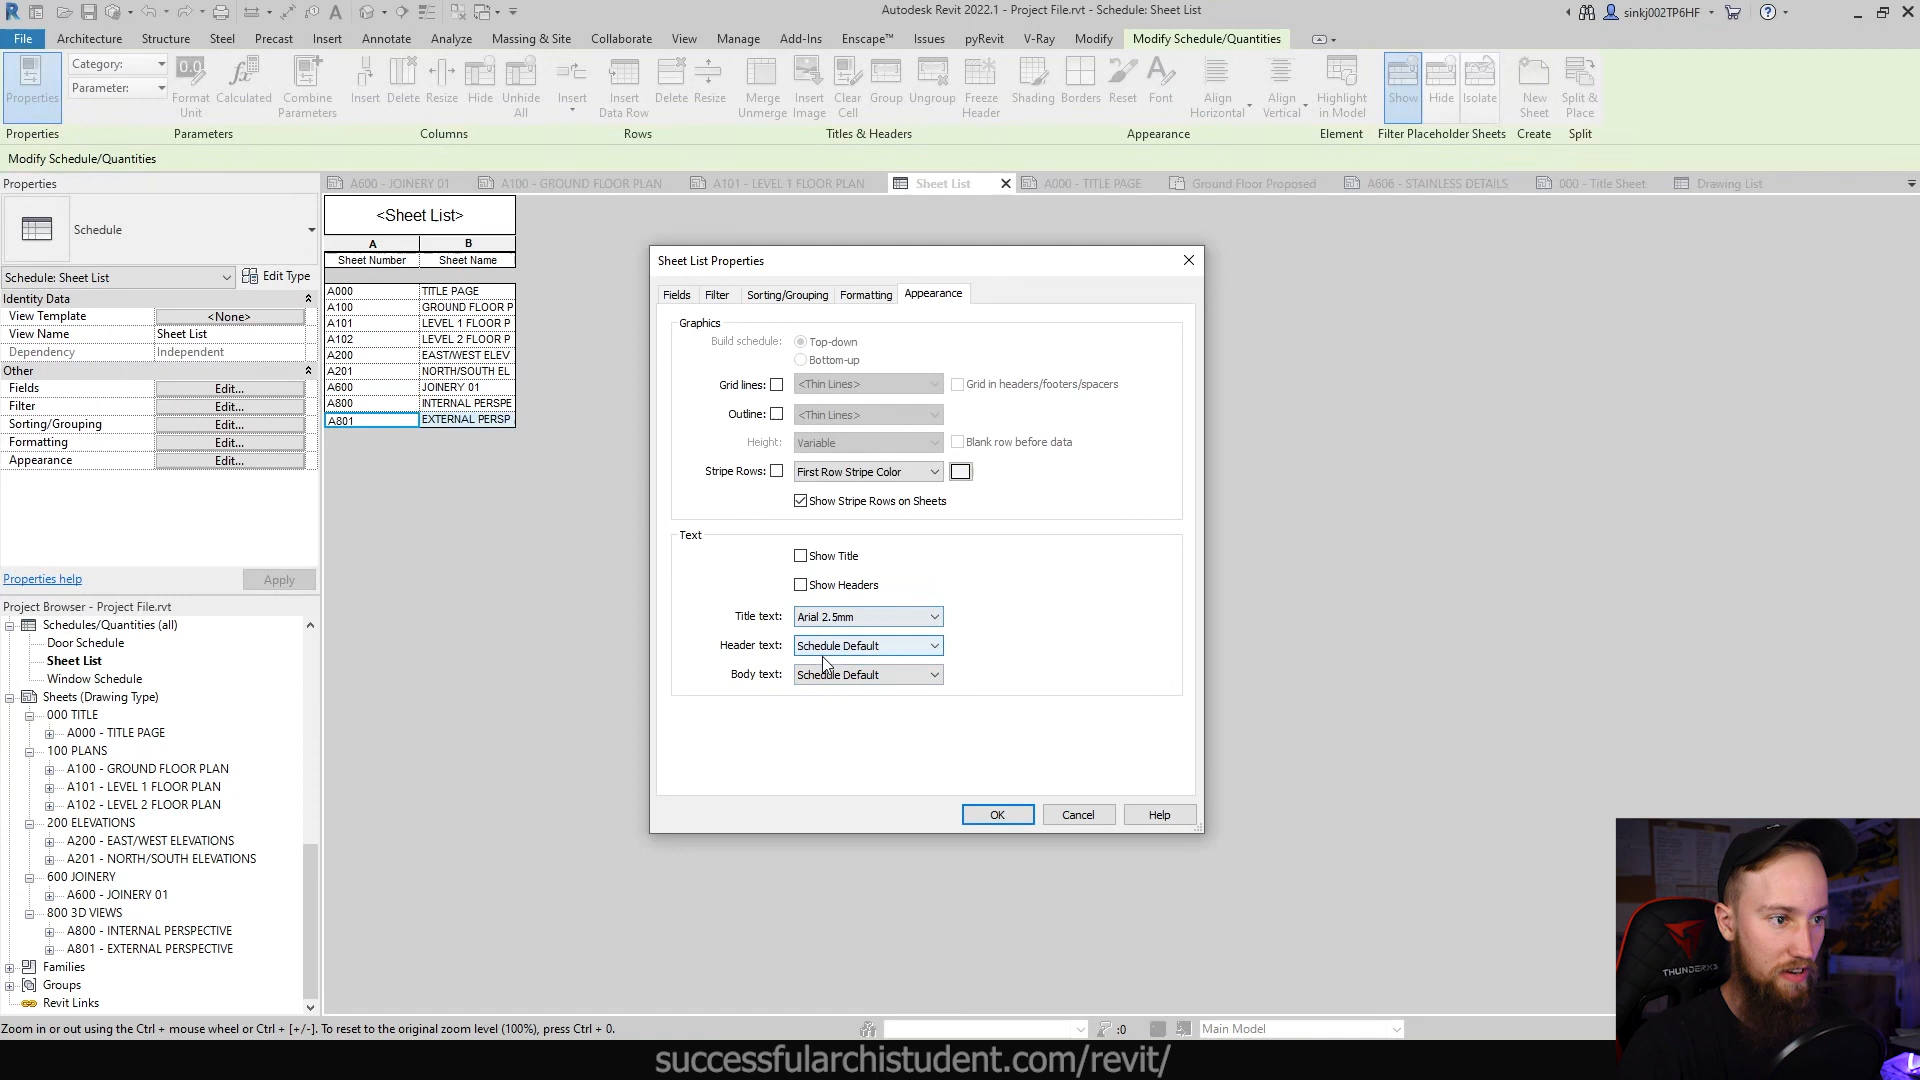 Autodesk Revit 2022.1 - Project File.rvt - Schedule: Sheet List
sinkj002TP6HF
File Architecture Structure Steel Precast Insert Annotate Analyze Massing & Site Collaborate View Manage Add-Ins Enscape™ Issues pyRevit V-Ray Modify Modify Schedule/Quantities
Category:
Parameter:
Properties Format Unit Calculated Combine Parameters Insert Delete Resize Hide Unhide All Insert Insert Data Row Delete Resize Merge Unmerge Insert Image Clear Cell Group Ungroup Freeze Header Shading Borders Reset Font Align Horizontal Align Vertical Highlight in Model Show Hide Isolate New Sheet Split & Place
Properties Parameters Columns Rows Titles & Headers Appearance Element Filter Placeholder Sheets Create Split
Modify Schedule/Quantities
Properties
A600 - JOINERY 01 A100 - GROUND FLOOR PLAN A101 - LEVEL 1 FLOOR PLAN Sheet List A000 - TITLE PAGE Ground Floor Proposed A606 - STAINLESS DETAILS 000 - Title Sheet Drawing List
Schedule
Schedule: Sheet List Edit Type
Identity Data
View Template <None>
View Name Sheet List
Dependency Independent
Other
Fields Edit...
Filter Edit...
Sorting/Grouping Edit...
Formatting Edit...
Appearance Edit...
Properties help Apply
<Sheet List>
A B
Sheet Number Sheet Name
A000 TITLE PAGE
A100 GROUND FLOOR P
A101 LEVEL 1 FLOOR P
A102 LEVEL 2 FLOOR P
A200 EAST/WEST ELEV
A201 NORTH/SOUTH EL
A600 JOINERY 01
A800 INTERNAL PERSPE
A801 EXTERNAL PERSP
Sheet List Properties
Fields Filter Sorting/Grouping Formatting Appearance
Graphics
Build schedule: Top-down
Bottom-up
Grid lines: <Thin Lines> Grid in headers/footers/spacers
Outline: <Thin Lines>
Height: Variable Blank row before data
Stripe Rows: First Row Stripe Color
Show Stripe Rows on Sheets
Text
Show Title
Show Headers
Title text: Arial 2.5mm
Header text: Schedule Default
Body text: Schedule Default
OK Cancel Help
Project Browser - Project File.rvt
Schedules/Quantities (all)
Door Schedule
Sheet List
Window Schedule
Sheets (Drawing Type)
000 TITLE
A000 - TITLE PAGE
100 PLANS
A100 - GROUND FLOOR PLAN
A101 - LEVEL 1 FLOOR PLAN
A102 - LEVEL 2 FLOOR PLAN
200 ELEVATIONS
A200 - EAST/WEST ELEVATIONS
A201 - NORTH/SOUTH ELEVATIONS
600 JOINERY
A600 - JOINERY 01
800 3D VIEWS
A800 - INTERNAL PERSPECTIVE
A801 - EXTERNAL PERSPECTIVE
Families
Groups
Revit Links
Zoom in or out using the Ctrl + mouse wheel or Ctrl + [+/-]. To reset to the original zoom level (100%), press Ctrl + 0.
:0 Main Model
THUNDERX3
successfularchistudent.com/revit/